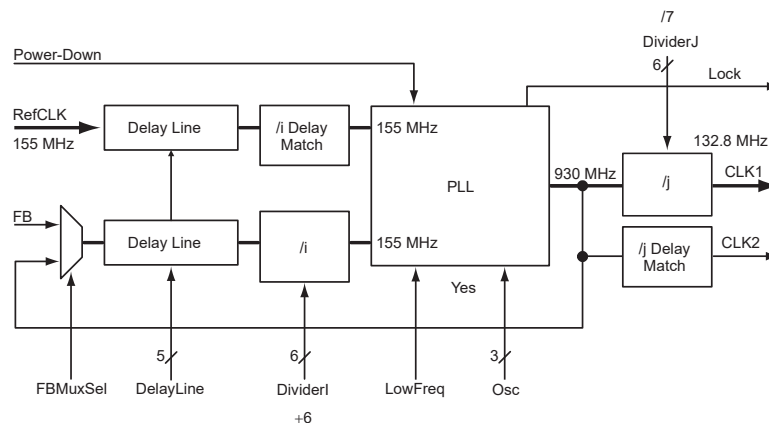 /7
DividerJ
6
Power-Down
Lock
RefCLK
155 MHz
Delay Line
/i Delay
Match
155 MHz
PLL
930 MHz
/j
132.8 MHz
CLK1
FB
Delay Line
/i
155 MHz
/j Delay
Match
CLK2
Yes
5
6
3
FBMuxSel
DelayLine
DividerI
LowFreq
Osc
+6